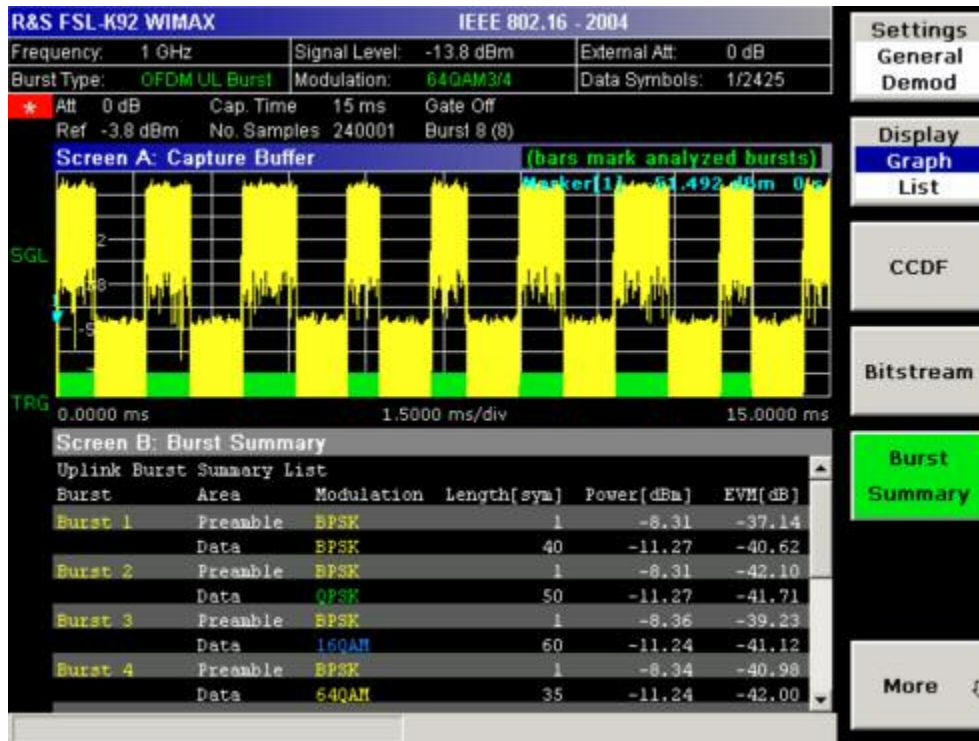 R&S FSL-K92 WIMAX IEEE 802.16 - 2004
Frequency: 1 GHz Signal Level: -13.8 dBm External Att: 0 dB
Burst Type: OFDM UL Burst Modulation: 64QAM3/4 Data Symbols: 1/2425
* Att 0 dB Cap. Time 15 ms Gate Off
Ref -3.8 dBm No. Samples 240001 Burst 8 (8)
Screen A: Capture Buffer (bars mark analyzed bursts)
Marker[1] -51.492 dBm 0 s
SGL
TRG
0.0000 ms 1.5000 ms/div 15.0000 ms
Screen B: Burst Summary
Uplink Burst Summary List
Burst Area Modulation Length[sym] Power[dBm] EVM[dB]
Burst 1 Preamble BPSK 1 -8.31 -37.14
Data BPSK 40 -11.27 -40.62
Burst 2 Preamble BPSK 1 -8.31 -42.10
Data QPSK 50 -11.27 -41.71
Burst 3 Preamble BPSK 1 -8.36 -39.23
Data 16QAM 60 -11.24 -41.12
Burst 4 Preamble BPSK 1 -8.34 -40.98
Data 64QAM 35 -11.24 -42.00
Settings
General
Demod
Display
Graph
List
CCDF
Bitstream
Burst
Summary
More